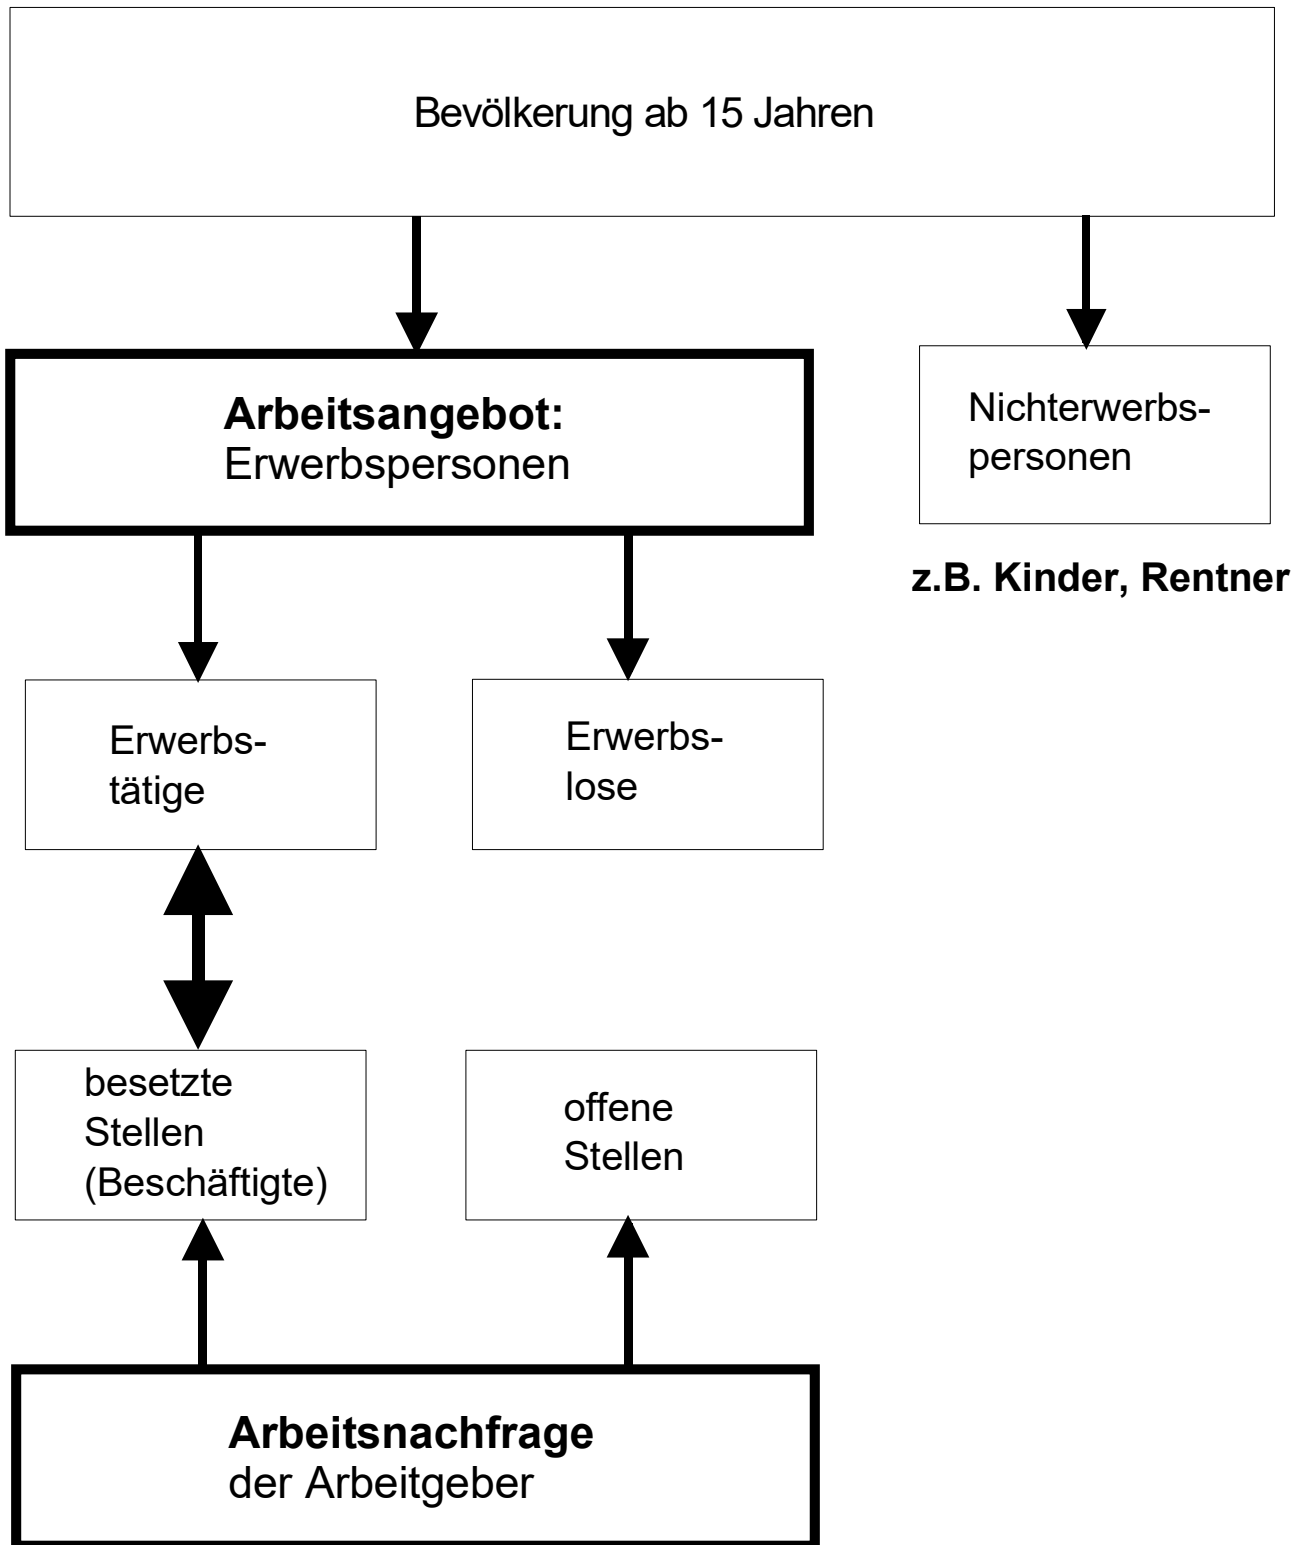 Bevölkerung ab 15 Jahren
Arbeitsangebot:
Erwerbspersonen
Nichterwerbs-
personen
z.B. Kinder, Rentner
Erwerbs-
tätige
Erwerbs-
lose
besetzte
Stellen
(Beschäftigte)
offene
Stellen
Arbeitsnachfrage
der Arbeitgeber